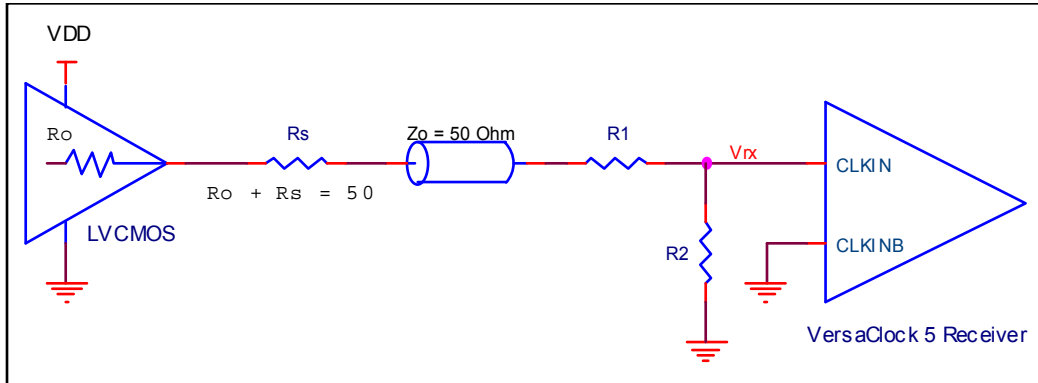 VDD
Ro
Rs
Zo = 50 Ohm
R1
Vrx
CLKIN
Ro + Rs = 50
LVCMOS
R2
CLKINB
VersaClock 5 Receiver